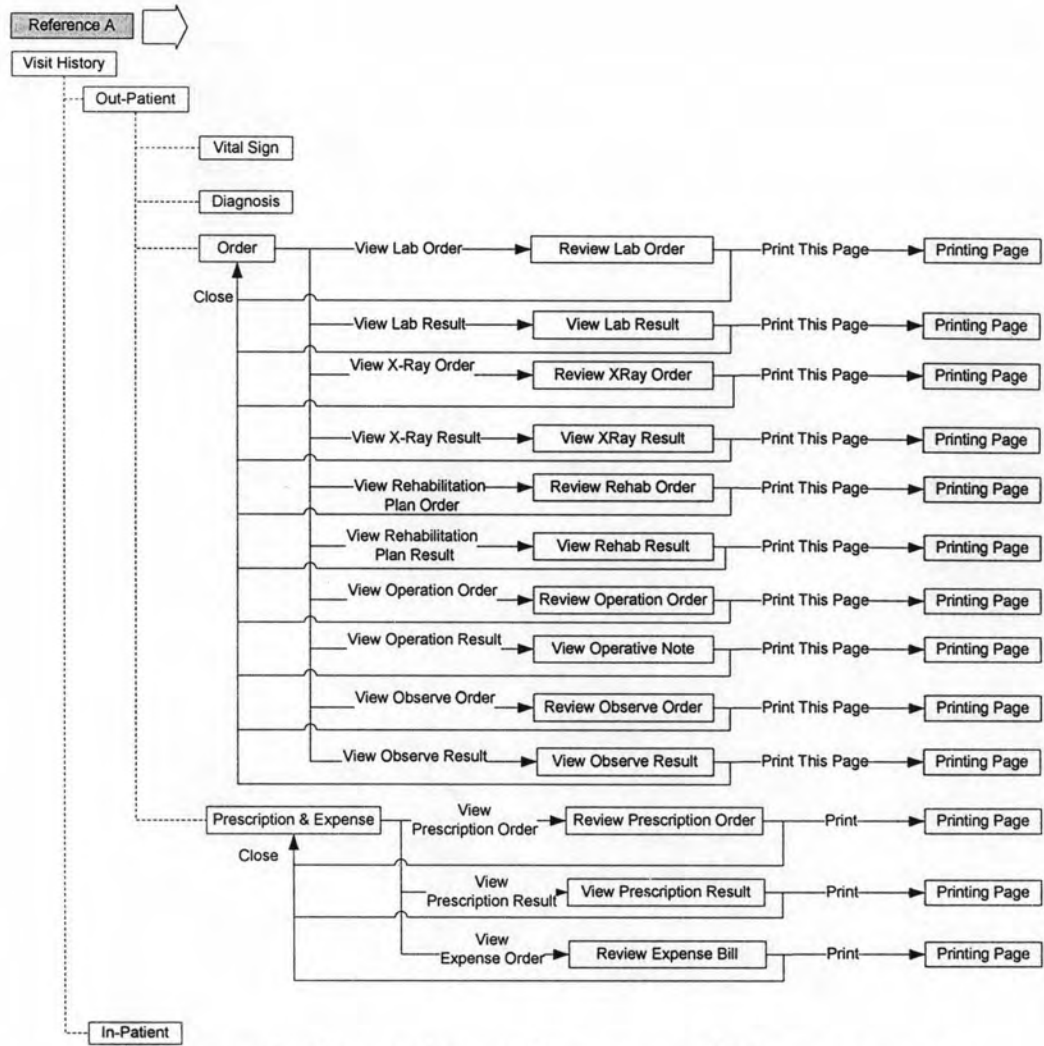 Reference A
Visit History
Out-Patient
Vital Sign
Diagnosis
Order
View Lab Order
Review Lab Order
Print This Page
Printing Page
Close
View Lab Result
View Lab Result
Print This Page
Printing Page
View X-Ray Order
Review XRay Order
Print This Page
Printing Page
View X-Ray Result
View XRay Result
Print This Page
Printing Page
View Rehabilitation
Plan Order
Review Rehab Order
Print This Page
Printing Page
View Rehabilitation
Plan Result
View Rehab Result
Print This Page
Printing Page
View Operation Order
Review Operation Order
Print This Page
Printing Page
View Operation Result
View Operative Note
Print This Page
Printing Page
View Observe Order
Review Observe Order
Print This Page
Printing Page
View Observe Result
View Observe Result
Print This Page
Printing Page
Prescription & Expense
View
Prescription Order
Review Prescription Order
Print
Printing Page
Close
View
Prescription Result
View Prescription Result
Print
Printing Page
View
Expense Order
Review Expense Bill
Print
Printing Page
In-Patient